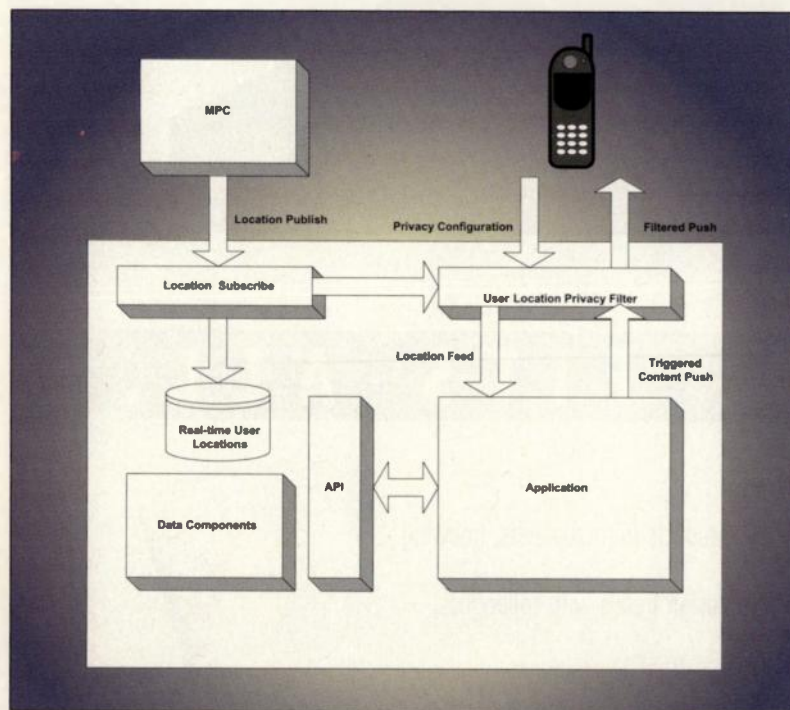 MPC
Location Publish
Privacy Configuration
Filtered Push
Location Subscribe
User Location Privacy Filter
Location Feed
Triggered
Content Push
Real-time User
Locations
API
Application
Data Components